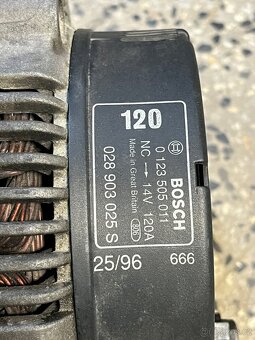 120
BOSCH
0 123 505 011
NC → 14V 120A
Made in Great Britain
028 903 025 S
25/96
666